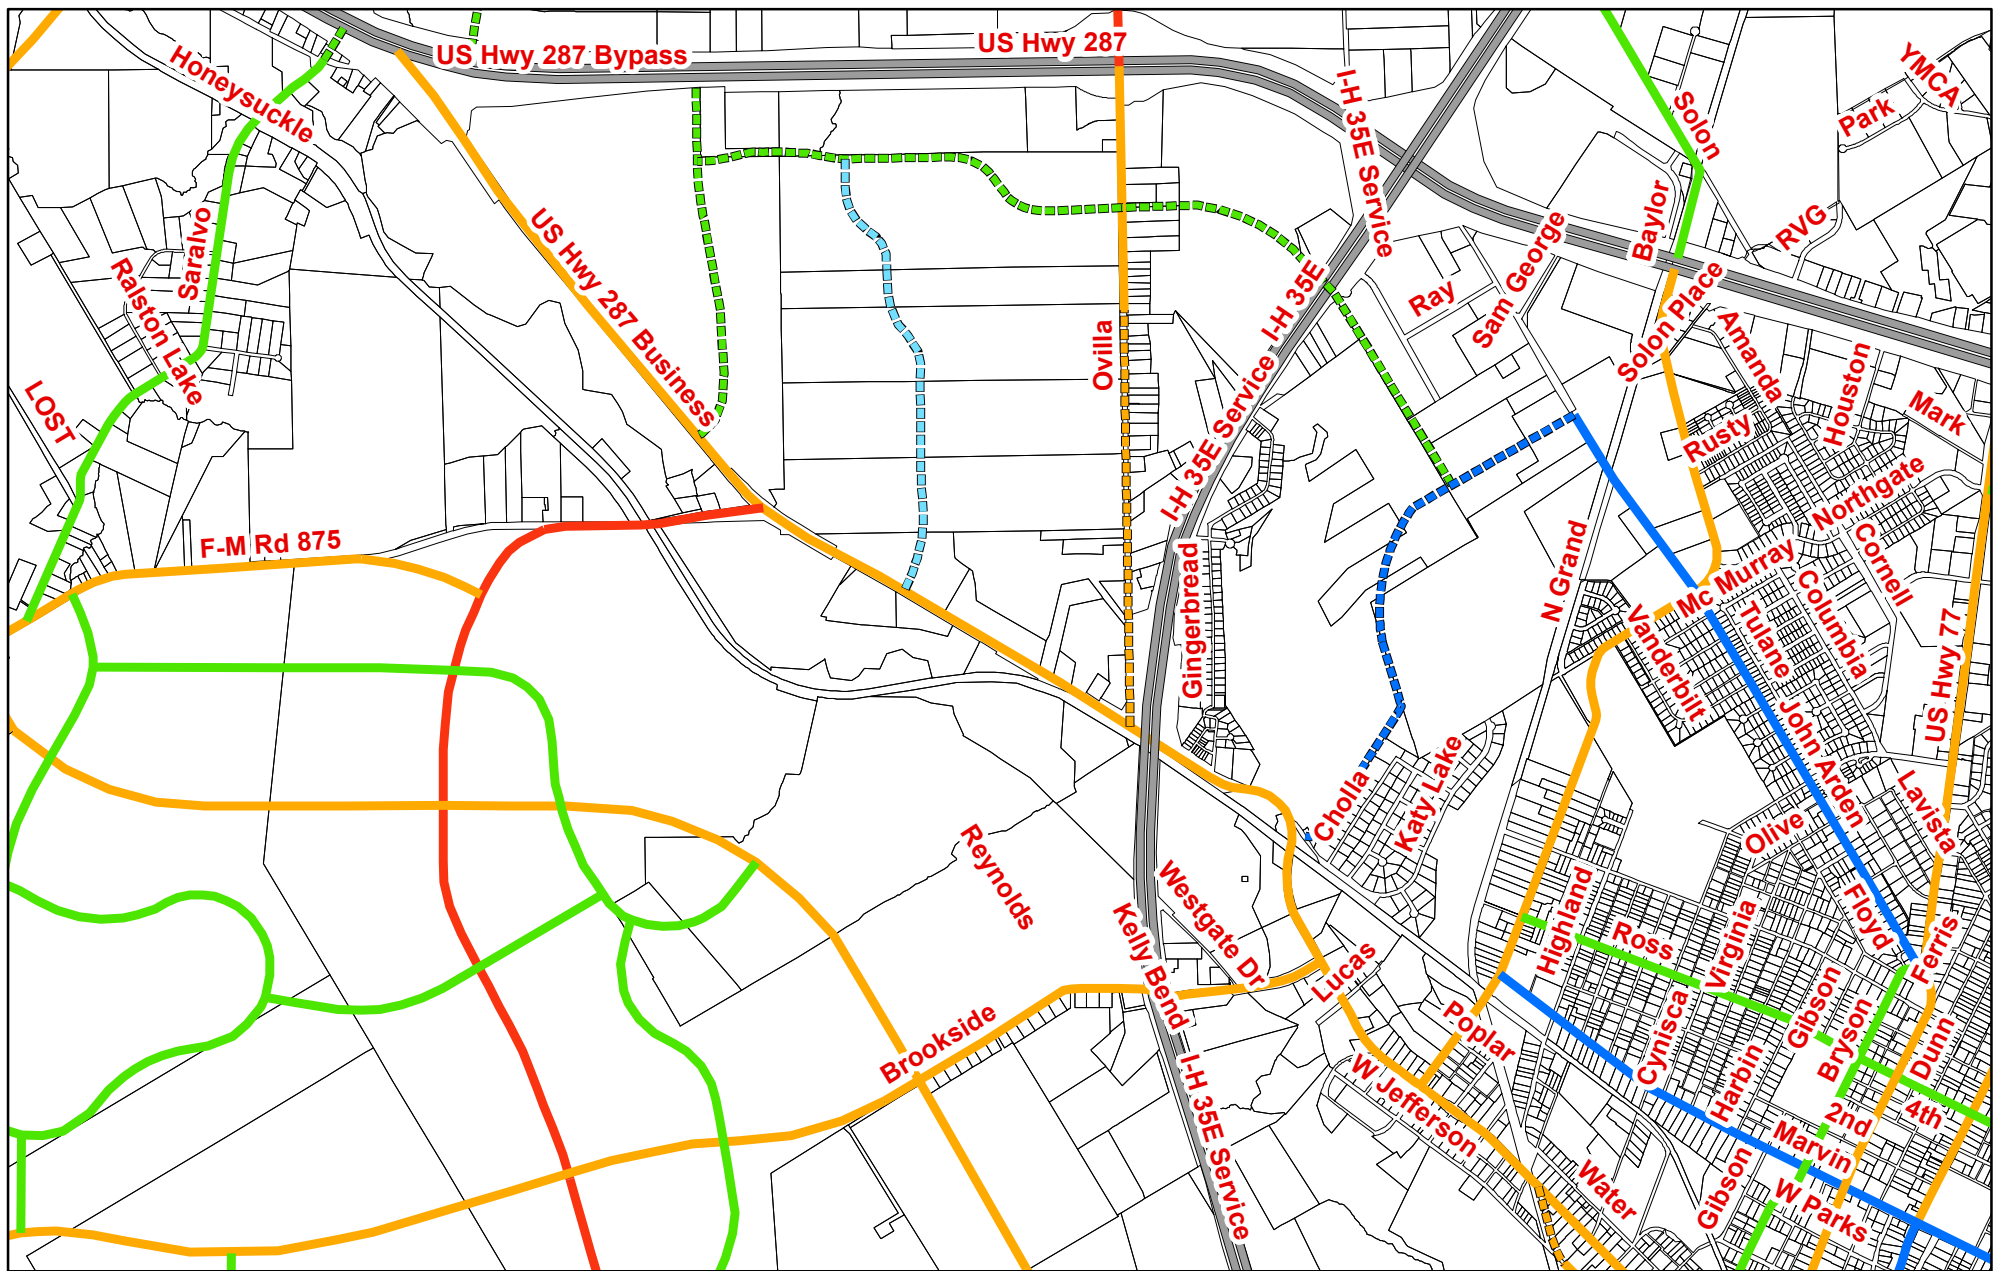 US Hwy 287 Bypass
US Hwy 287
Honeysuckle
I-H 35E Service
Solon
YMCA
Park
Saralvo
Ralston Lake
US Hwy 287 Business
Baylor
RVG
Sam George
Ray
I-H 35E
Solon Place
Ovilla
Amanda
Houston
Mark
LOST
I-H 35E Service
Rusty
Northgate
F-M Rd 875
Gingerbread
N Grand
Mc Murray
Cornell
Columbia
Tulane
Vanderbilt
US Hwy 77
John Arden
Cholla
Katy Lake
Olive
Lavista
Reynolds
Westgate Dr
Kelly Bend
Lucas
Highland
Ross
Virginia
Floyd
Ferris
Brookside
Poplar
Cynisca
Gibson
Bryson
Dunn
W Jefferson
Harbin
2nd
4th
Marvin
I-H 35E Service
Water
Gibson
W Parks